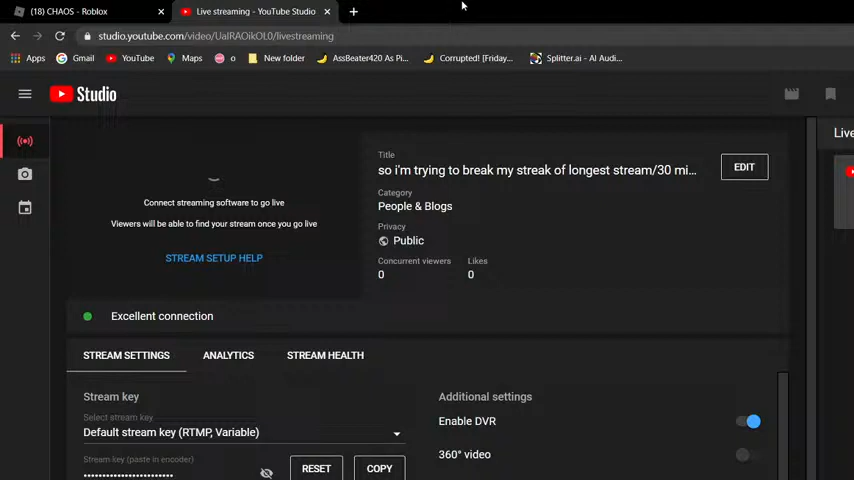 (18) CHAOS - Roblox
Live streaming - YouTube Studio
studio.youtube.com/video/UaIRAOikOL0/livestreaming
Apps Gmail YouTube Maps o New folder AssBeater420 As Pi... Corrupted! [Friday... Splitter.ai - AI Audi...
Studio
Live
Connect streaming software to go live
Viewers will be able to find your stream once you go live
STREAM SETUP HELP
Title
so i'm trying to break my streak of longest stream/30 mi...
EDIT
Category
People & Blogs
Privacy
Public
Concurrent viewers Likes
0 0
Excellent connection
STREAM SETTINGS ANALYTICS STREAM HEALTH
Stream key
Select stream key
Default stream key (RTMP, Variable)
Stream key (paste in encoder)
••••••••••••••••••••••••
RESET COPY
Additional settings
Enable DVR
360° video